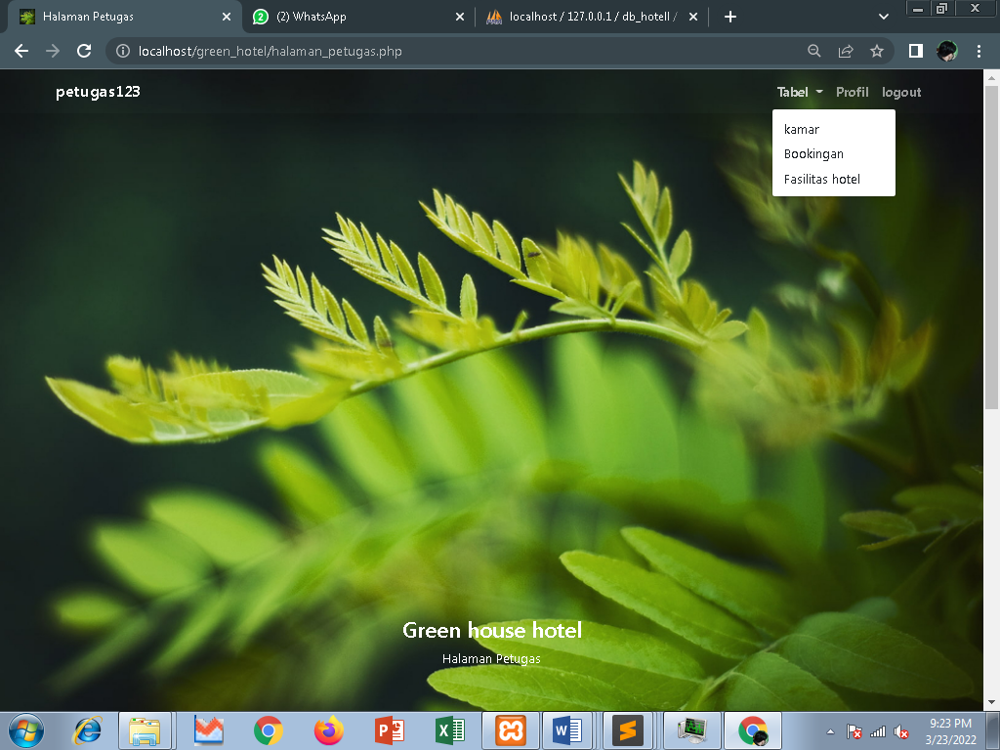 Halaman Petugas
(2) WhatsApp
localhost / 127.0.0.1 / db_hotell /
localhost/green_hotel/halaman_petugas.php
petugas123
Tabel Profil logout
kamar
Bookingan
Fasilitas hotel
Green house hotel
Halaman Petugas
9:23 PM
3/23/2022